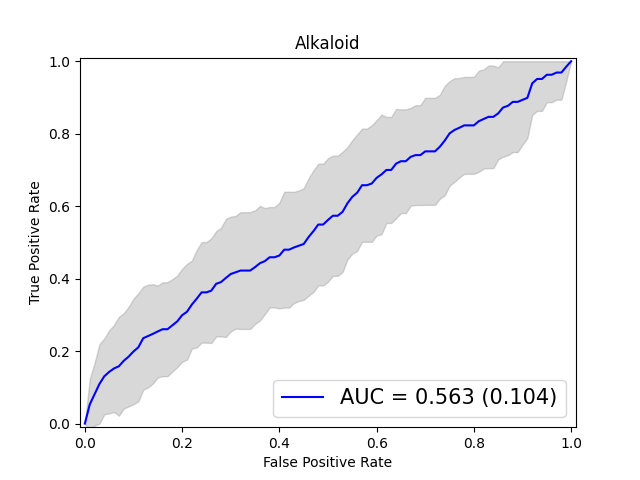 Alkaloid
1.0
0.8
0.6
0.4
0.2
0.0
True Positive Rate
AUC = 0.563 (0.104)
0.0 0.2 0.4 0.6 0.8 1.0
False Positive Rate